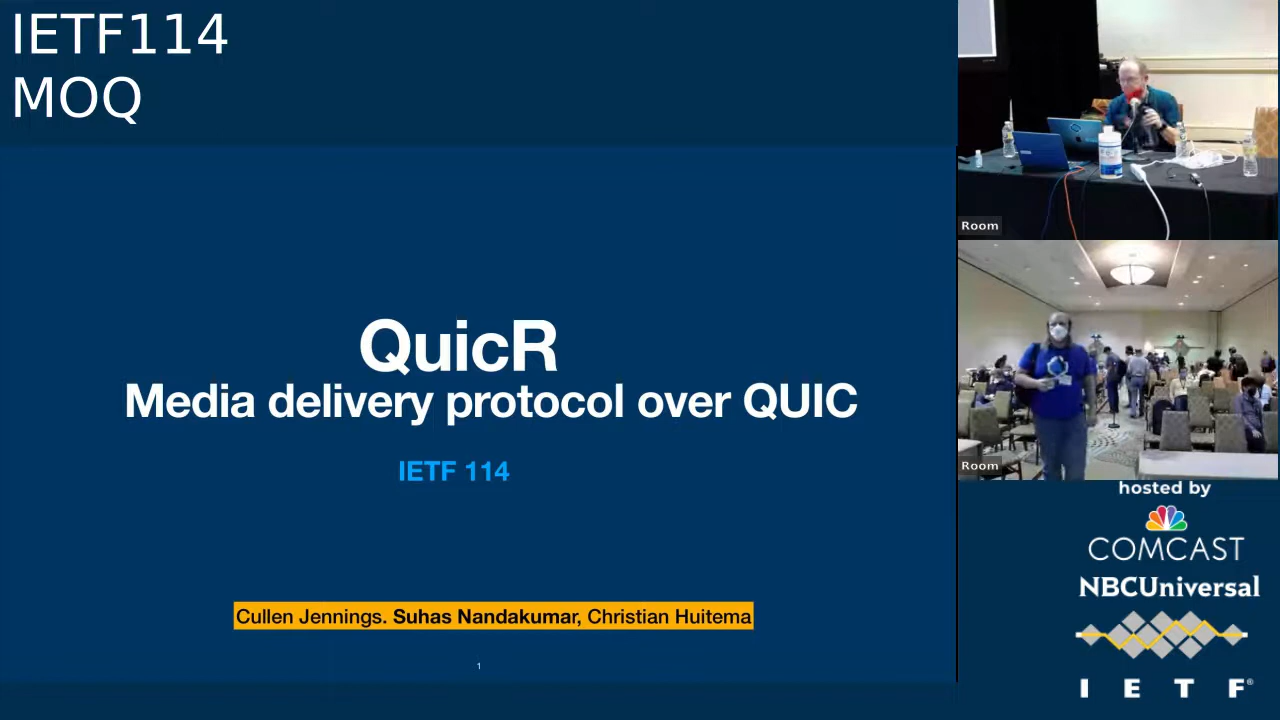 IETF114
MOQ
QuicR
Media delivery protocol over QUIC
IETF 114
Cullen Jennings. Suhas Nandakumar, Christian Huitema
1
Room
Room
hosted by
COMCAST
NBCUniversal
I E T F®